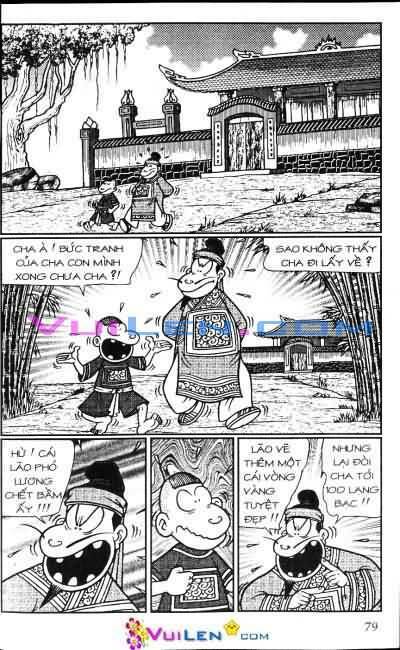 CHA À ! BỨC TRANH
CỦA CHA CON MÌNH
XONG CHƯA CHA ?!
SAO KHÔNG THẤY
CHA ĐI LẤY VỀ ?
VuiLen.com
HỪ ! CÁI
LÃO PHÓ
LƯƠNG
CHẾT BẦM
ẤY !!!
LÃO VẼ
THÊM MỘT
CÁI VÒNG
VÀNG
TUYỆT
ĐẸP !!
NHƯNG
LẠI ĐÒI
CHA TỚI
100 LẠNG
BẠC !!
79
VuiLen.com